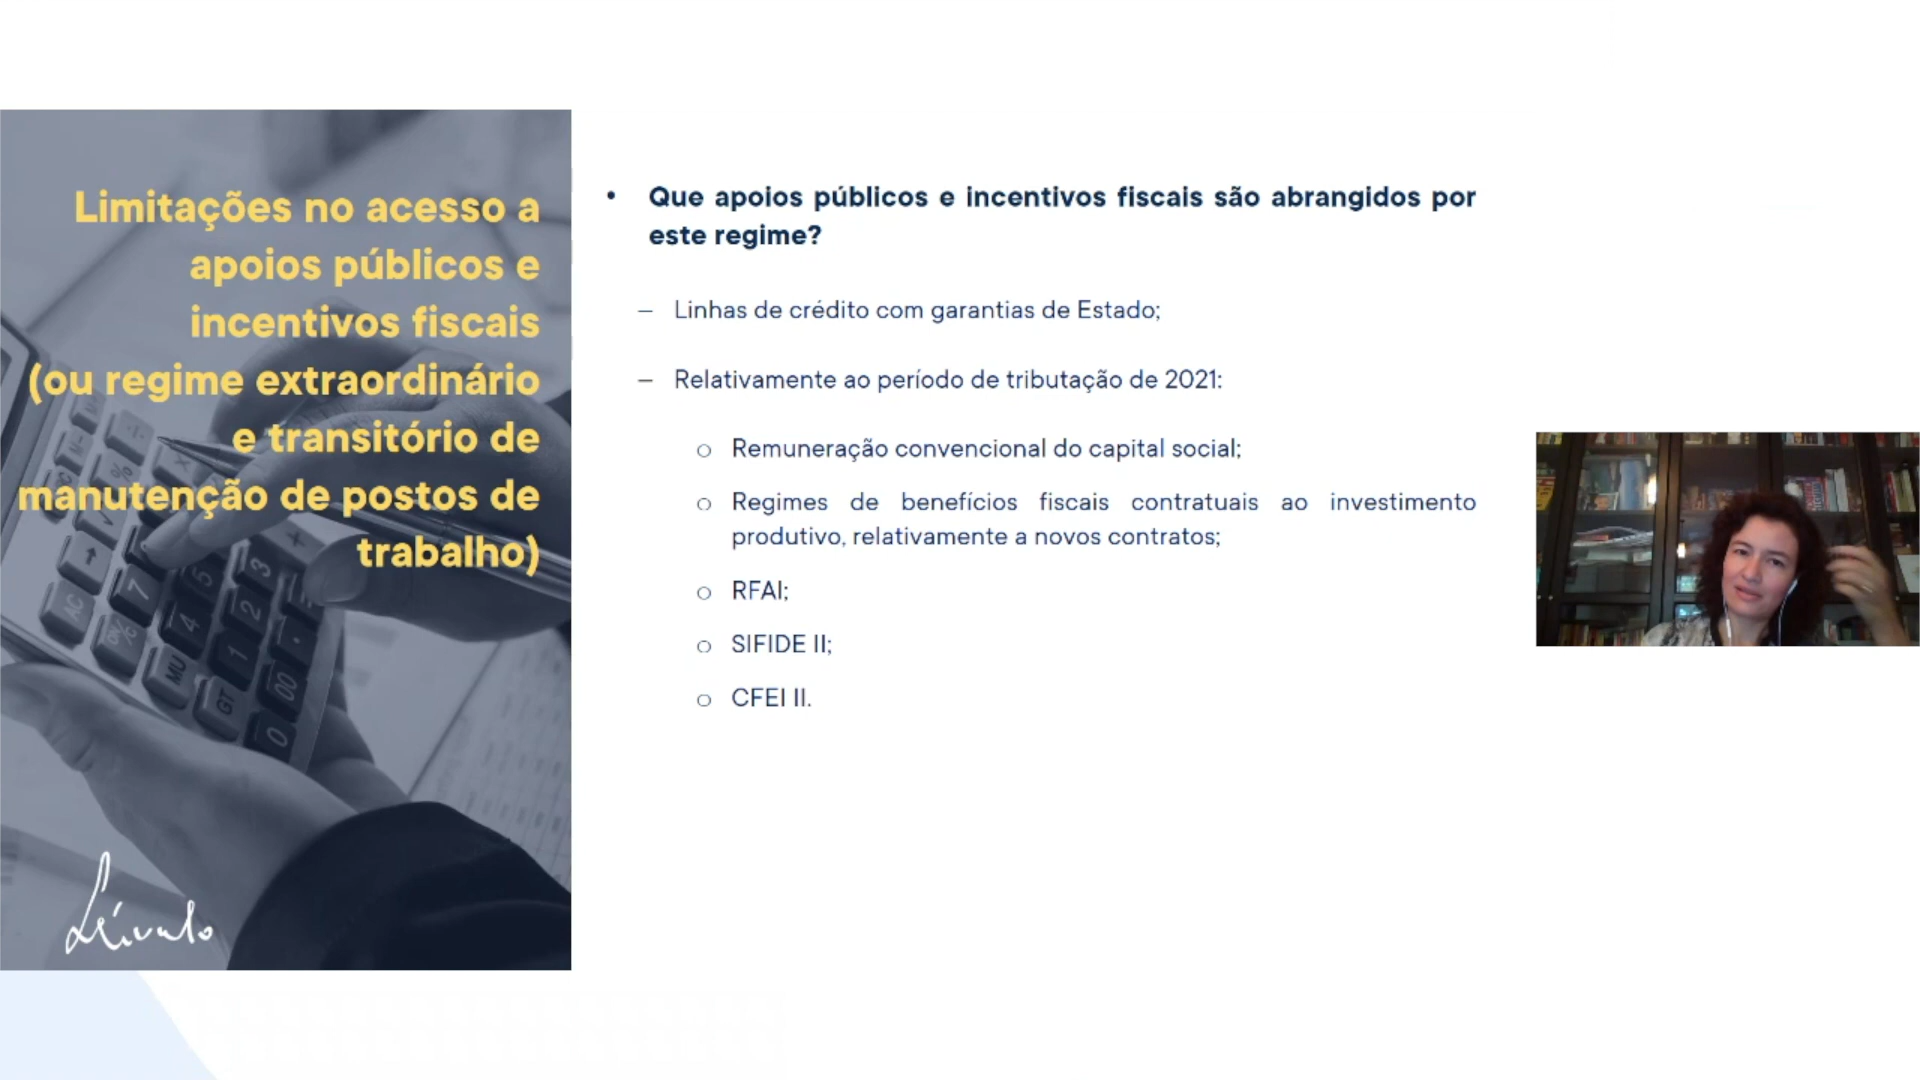 Limitações no acesso a
apoios públicos e
incentivos fiscais
(ou regime extraordinário
e transitório de
manutenção de postos de
trabalho)
• Que apoios públicos e incentivos fiscais são abrangidos por
este regime?
– Linhas de crédito com garantias de Estado;
– Relativamente ao período de tributação de 2021:
o Remuneração convencional do capital social;
o Regimes de benefícios fiscais contratuais ao investimento
produtivo, relativamente a novos contratos;
o RFAI;
o SIFIDE II;
o CFEI II.